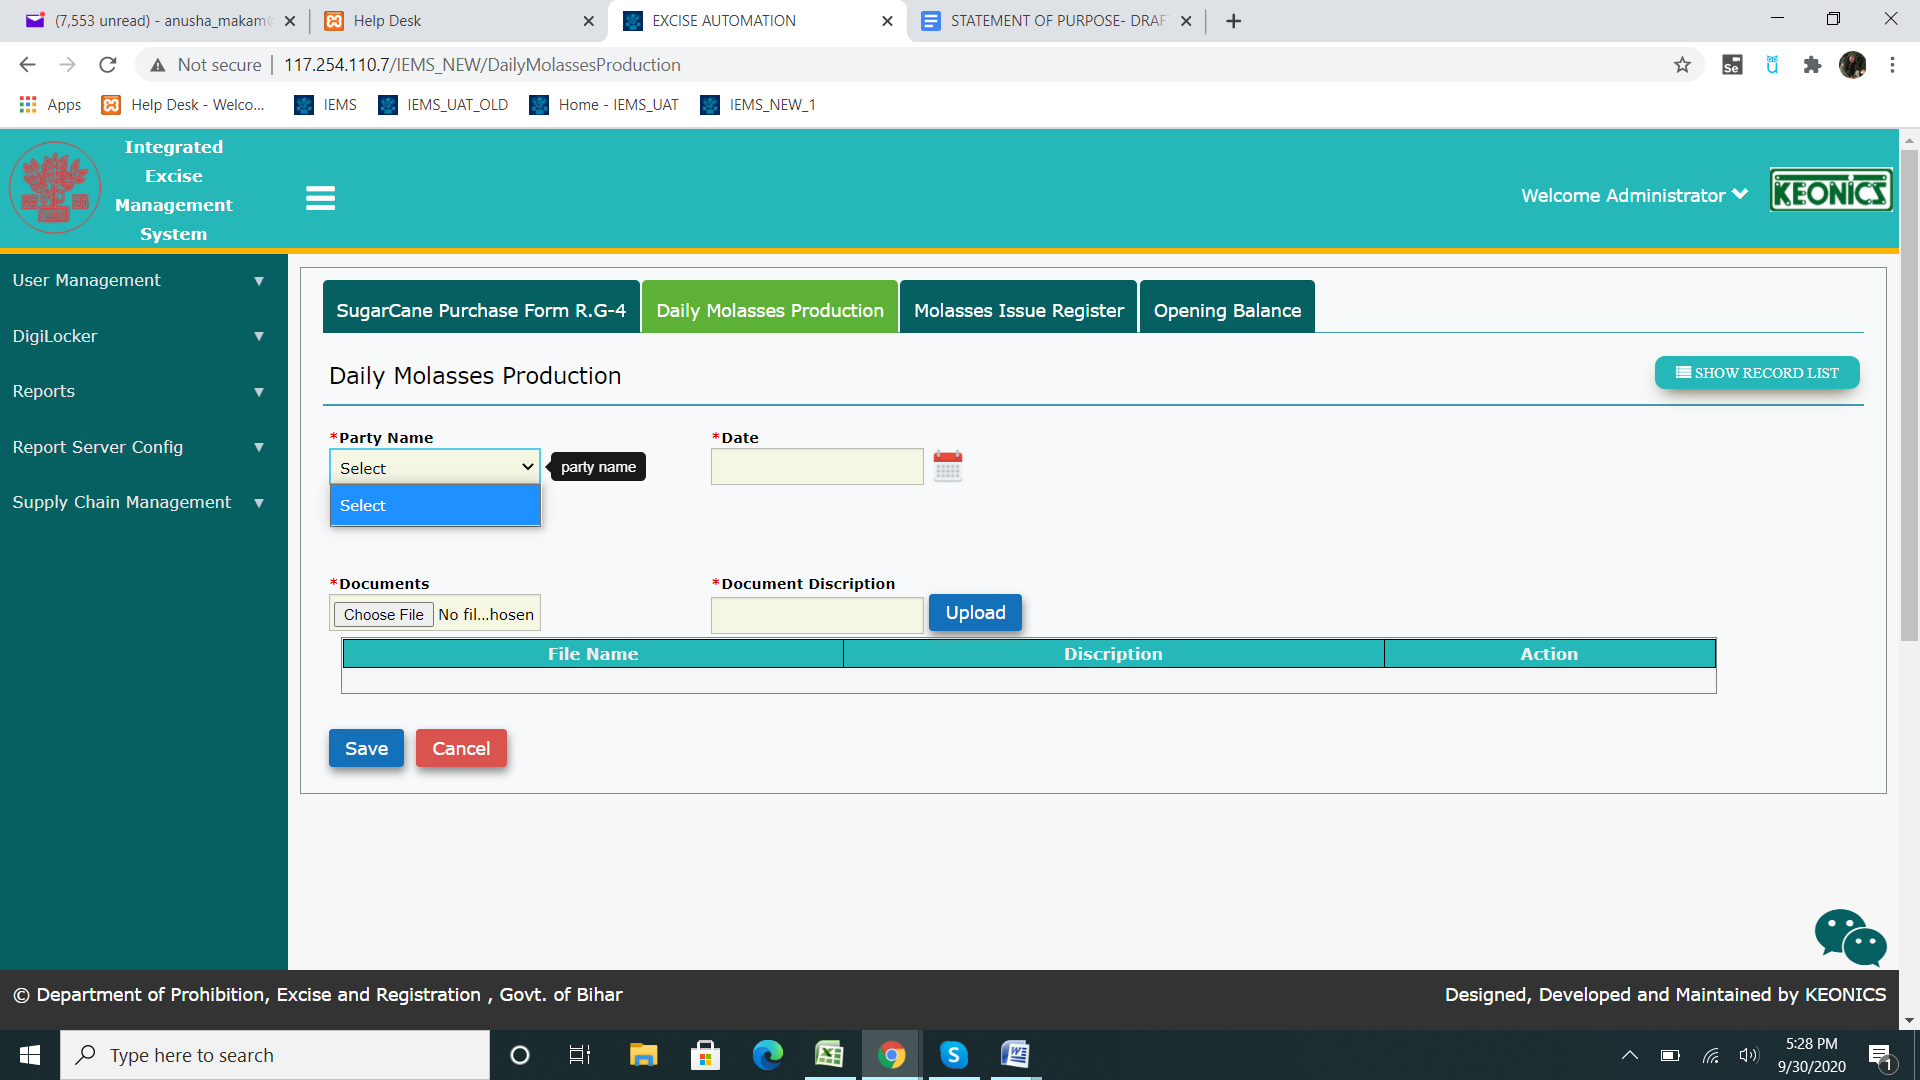 (7,553 unread) - anusha_makam@
Help Desk
EXCISE AUTOMATION
STATEMENT OF PURPOSE- DRAFT
Not secure
117.254.110.7/IEMS_NEW/DailyMolassesProduction
Se
Apps
Help Desk - Welco...
IEMS
IEMS_UAT_OLD
Home - IEMS_UAT
IEMS_NEW_1
Integrated
Excise
Management
System
Welcome Administrator
KEONICS
User Management
DigiLocker
Reports
Report Server Config
Supply Chain Management
SugarCane Purchase Form R.G-4
Daily Molasses Production
Molasses Issue Register
Opening Balance
Daily Molasses Production
SHOW RECORD LIST
*Party Name
*Date
Select
party name
Select
*Documents
*Document Discription
Choose File No fil...hosen
Upload
File Name
Discription
Action
Save
Cancel
© Department of Prohibition, Excise and Registration , Govt. of Bihar
Designed, Developed and Maintained by KEONICS
Type here to search
5:28 PM
9/30/2020
1